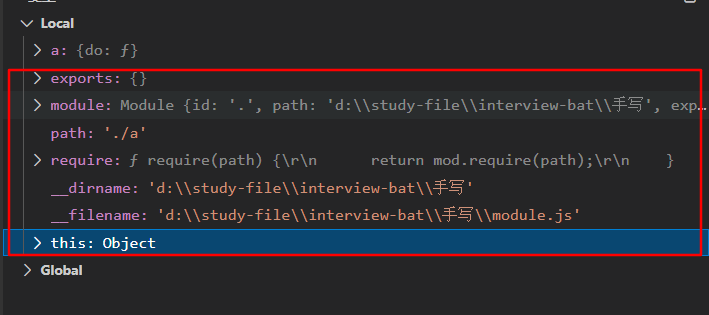 Local
a: {do: ƒ}
exports: {}
module: Module {id: '.', path: 'd:\\study-file\\interview-bat\\手写', exp…
path: './a'
require: ƒ require(path) {\r\n      return mod.require(path);\r\n    }
__dirname: 'd:\\study-file\\interview-bat\\手写'
__filename: 'd:\\study-file\\interview-bat\\手写\\module.js'
this: Object
Global